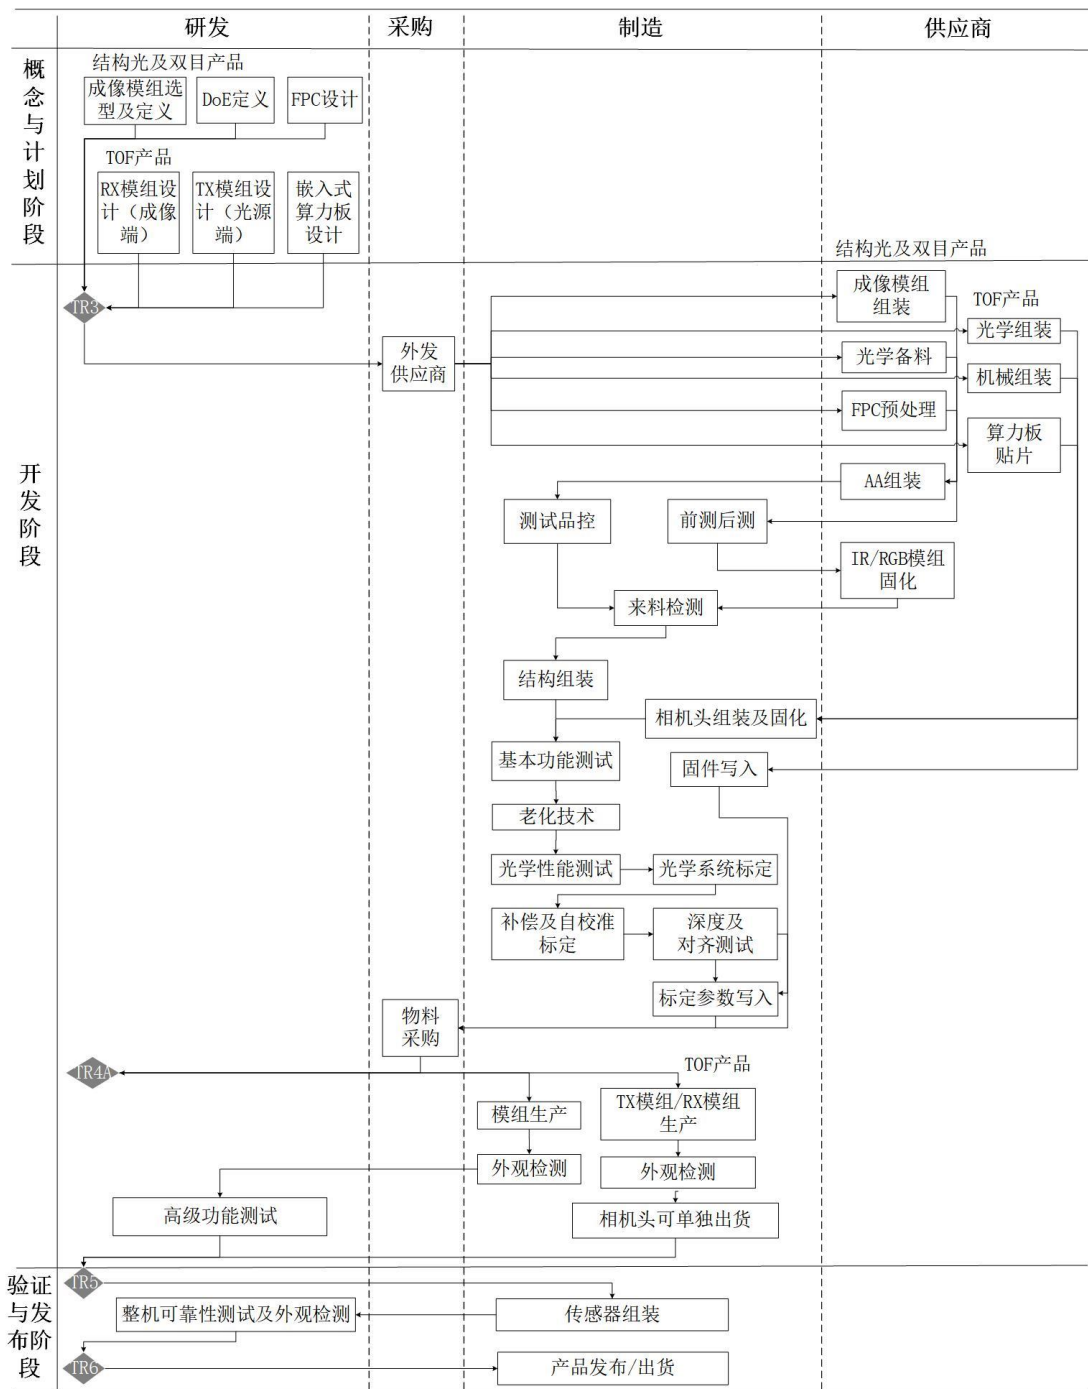 研发
采购
制造
供应商
概念与计划阶段
结构光及双目产品
成像模组选
型及定义
DoE定义
FPC设计
TOF产品
RX模组设
计（成像
端）
TX模组设
计（光源
端）
嵌入式
算力板
设计
结构光及双目产品
开发阶段
TR3
外发
供应商
成像模组
组装
TOF产品
光学组装
光学备料
机械组装
FPC预处理
算力板
贴片
AA组装
测试品控
前测后测
IR/RGB模组
固化
来料检测
结构组装
相机头组装及固化
基本功能测试
固件写入
老化技术
光学性能测试
光学系统标定
补偿及自校准
标定
深度及
对齐测试
标定参数写入
物料
采购
TR4A
TOF产品
模组生产
TX模组/RX模组
生产
外观检测
外观检测
高级功能测试
相机头可单独出货
验证
与发
布阶
段
TR5
整机可靠性测试及外观检测
传感器组装
TR6
产品发布/出货